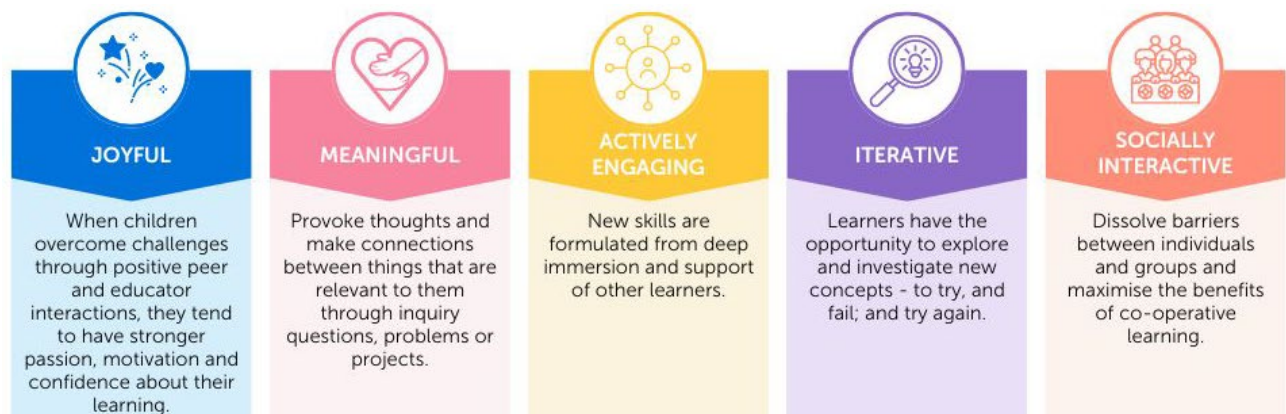 JOYFUL
When children
overcome challenges
through positive peer
and educator
interactions, they tend
to have stronger
passion, motivation and
confidence about their
learning.
MEANINGFUL
Provoke thoughts and
make connections
between things that are
relevant to them
through inquiry
questions, problems or
projects.
ACTIVELY
ENGAGING
New skills are
formulated from deep
immersion and support
of other learners.
ITERATIVE
Learners have the
opportunity to explore
and investigate new
concepts - to try, and
fail; and try again.
SOCIALLY
INTERACTIVE
Dissolve barriers
between individuals
and groups and
maximise the benefits
of co-operative
learning.